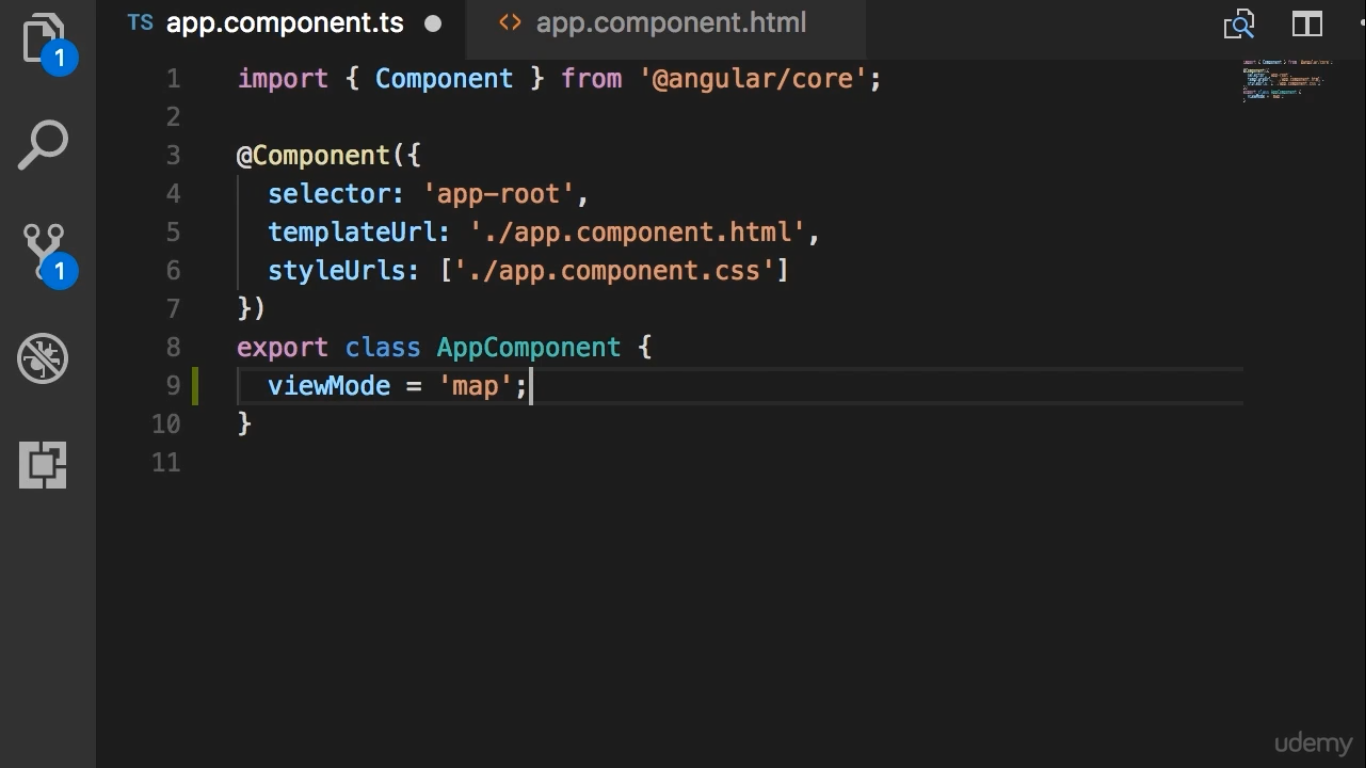 TS app.component.ts app.component.html
1 import { Component } from '@angular/core';
2
3 @Component({
4 selector: 'app-root',
5 templateUrl: './app.component.html',
6 styleUrls: ['./app.component.css']
7 })
8 export class AppComponent {
9 viewMode = 'map';
10 }
11
1
1
udemy